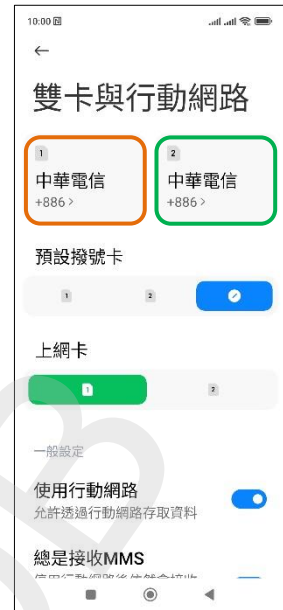 10:00
雙卡與行動網路
1
中華電信
+886 >
2
中華電信
+886 >
預設撥號卡
1 2
上網卡
1 2
一般設定
使用行動網路
允許透過行動網路存取資料
總是接收MMS